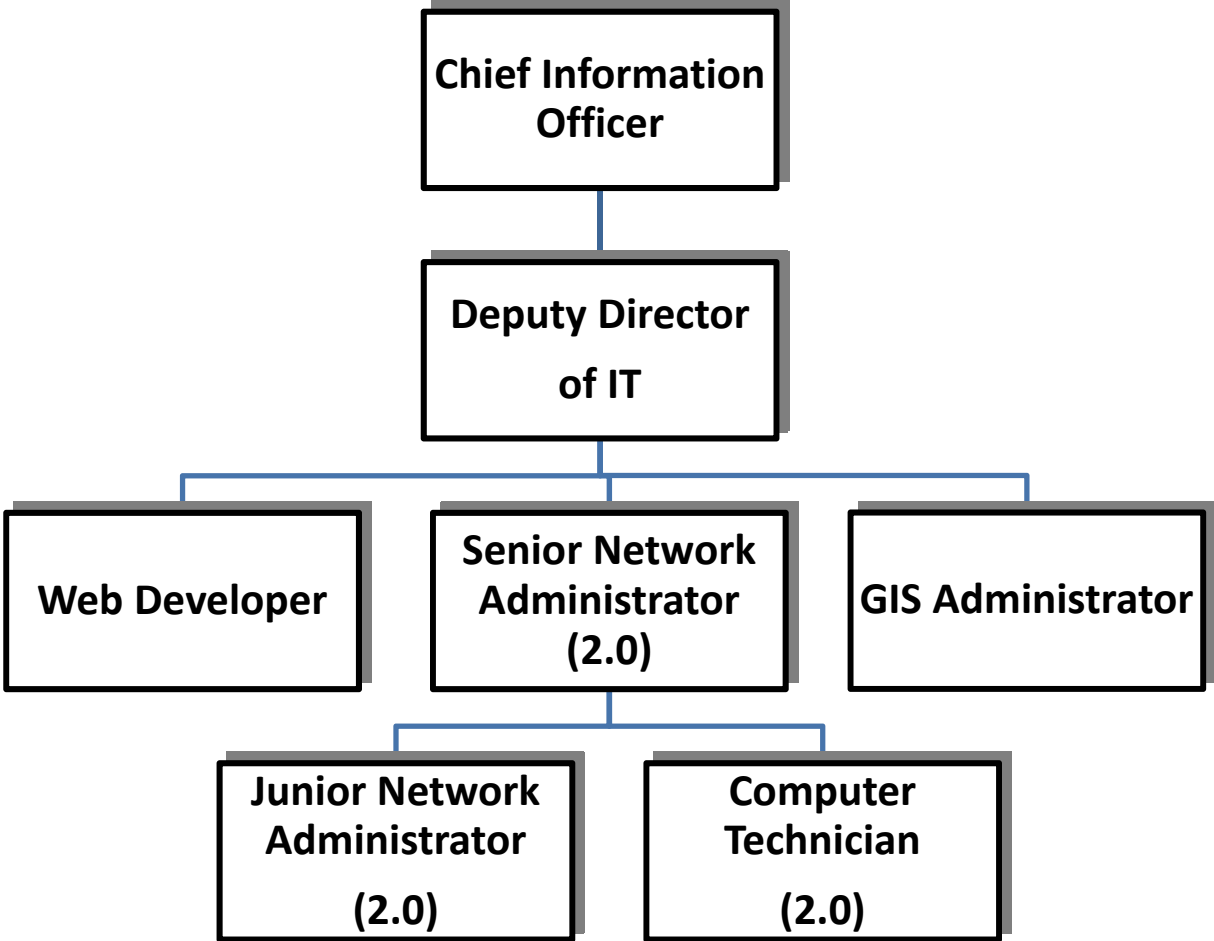 Chief Information
Officer
Deputy Director
of IT
Web Developer
Senior Network
Administrator
(2.0)
GIS Administrator
Junior Network
Administrator
(2.0)
Computer
Technician
(2.0)